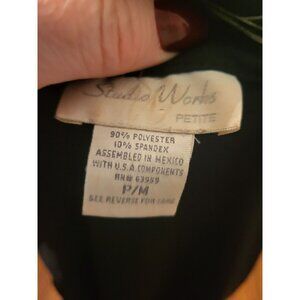 Studio Works
PETITE
90% POLYESTER
10% SPANDEX
ASSEMBLED IN MEXICO
WITH U.S.A COMPONENTS
RN# 63989
P/M
SEE REVERSE FOR CARE